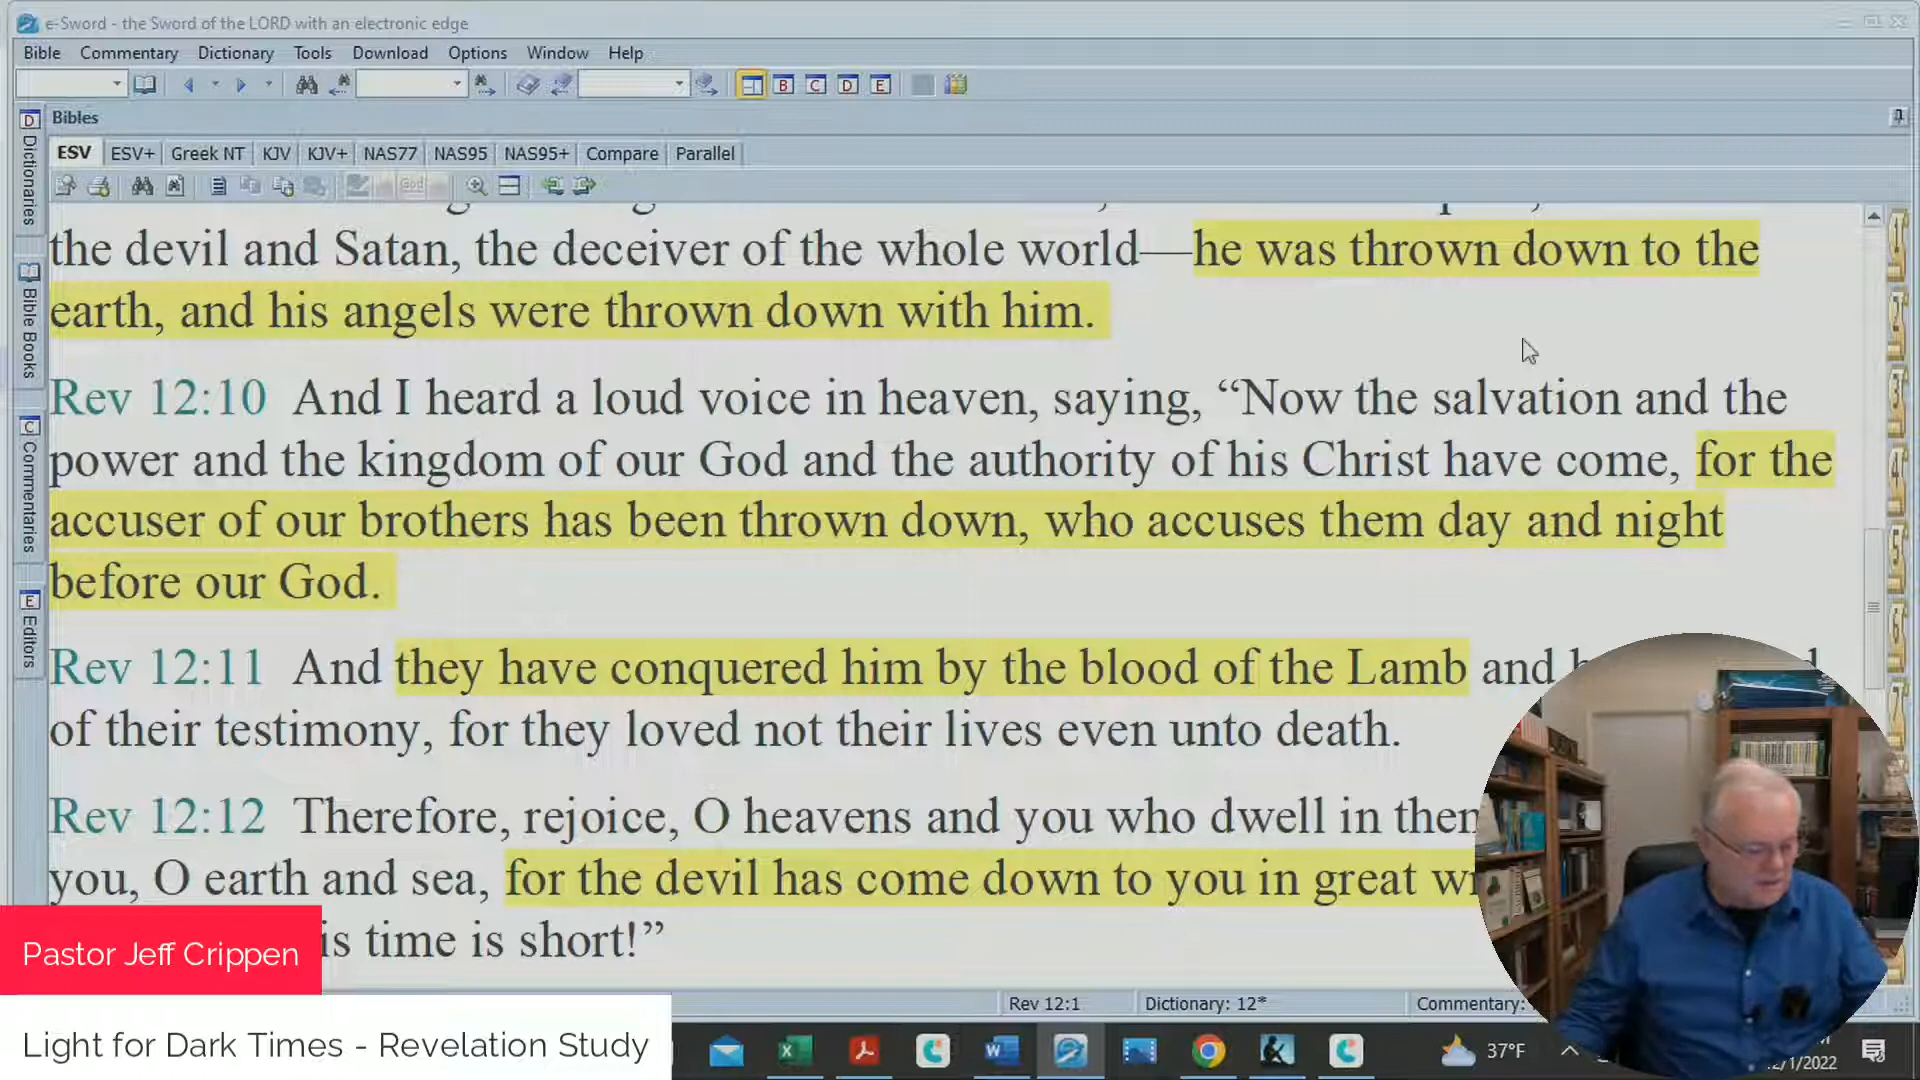 e-Sword - the Sword of the LORD with an electronic edge
Bible Commentary Dictionary Tools Download Options Window Help
B C D E
D Dictionaries
Bible Books
C Commentaries
E Editors
Bibles
ESV ESV+ Greek NT KJV KJV+ NAS77 NAS95 NAS95+ Compare Parallel
God
the devil and Satan, the deceiver of the whole world—he was thrown down to the
earth, and his angels were thrown down with him.
Rev 12:10 And I heard a loud voice in heaven, saying, “Now the salvation and the
power and the kingdom of our God and the authority of his Christ have come, for the
accuser of our brothers has been thrown down, who accuses them day and night
before our God.
Rev 12:11 And they have conquered him by the blood of the Lamb and
of their testimony, for they loved not their lives even unto death.
Rev 12:12 Therefore, rejoice, O heavens and you who dwell in
you, O earth and sea, for the devil has come down to you in great
is time is short!”
Pastor Jeff Crippen
Light for Dark Times - Revelation Study
Rev 12:1 Dictionary: 12* Commentary:
37°F
2/1/2022